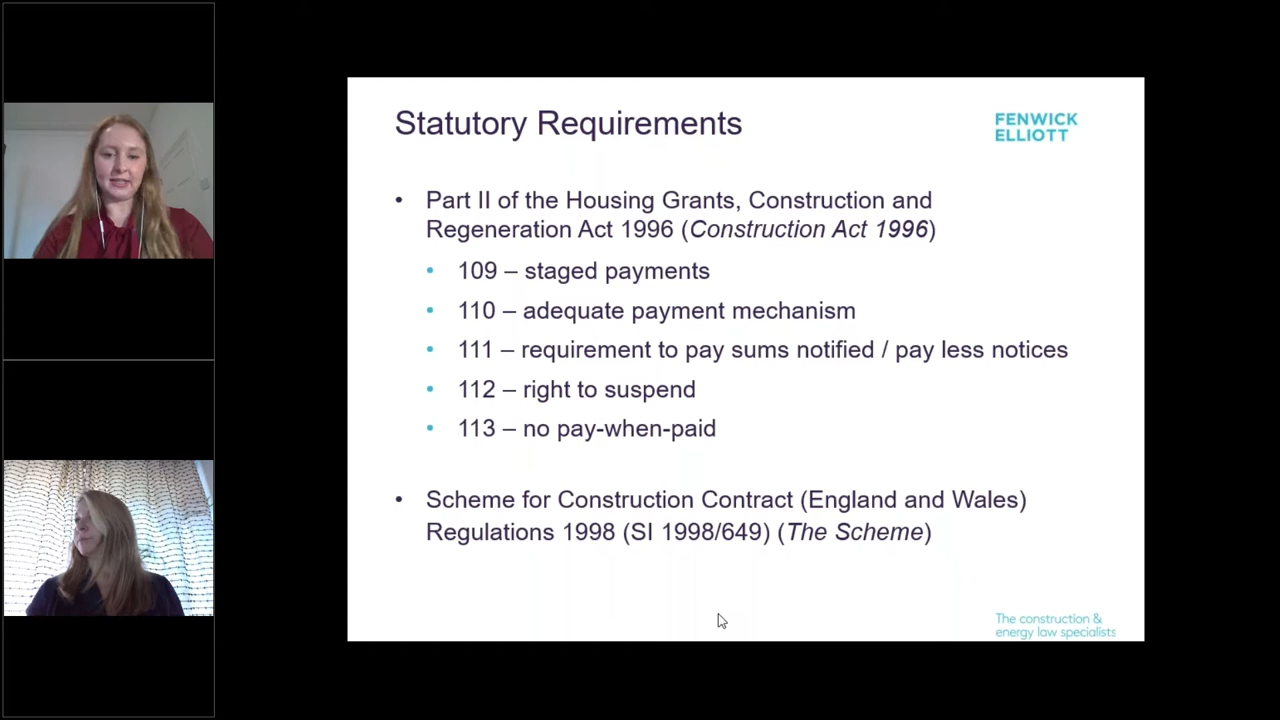 Statutory Requirements
FENWICK
ELLIOTT
• Part II of the Housing Grants, Construction and
Regeneration Act 1996 (Construction Act 1996)
• 109 – staged payments
• 110 – adequate payment mechanism
• 111 – requirement to pay sums notified / pay less notices
• 112 – right to suspend
• 113 – no pay-when-paid
• Scheme for Construction Contract (England and Wales)
Regulations 1998 (SI 1998/649) (The Scheme)
The construction &
energy law specialists